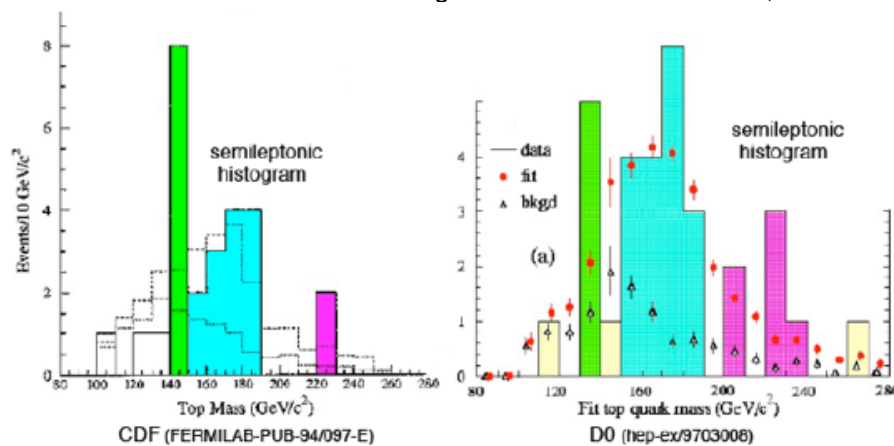 8
6
4
2
0
Events/10 GeV/c²
semileptonic
histogram
80 100 120 140 160 180 200 220 240 260 280
Top Mass (GeV/c²)
CDF (FERMILAB-PUB-94/097-E)
semileptonic
histogram
data
fit
bkgd
(a)
4
3
2
1
0
80 120 160 200 240 280
Fit top quark mass (GeV/c²)
D0 (hep-ex/9703008)